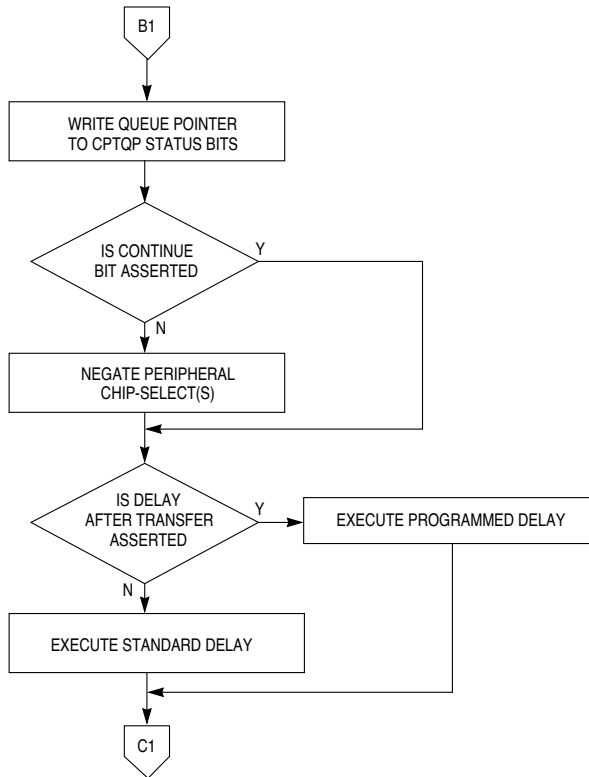 B1
WRITE QUEUE POINTER
TO CPTQP STATUS BITS
IS CONTINUE
BIT ASSERTED
Y
N
NEGATE PERIPHERAL
CHIP-SELECT(S)
IS DELAY
AFTER TRANSFER
ASSERTED
Y
EXECUTE PROGRAMMED DELAY
N
EXECUTE STANDARD DELAY
C1